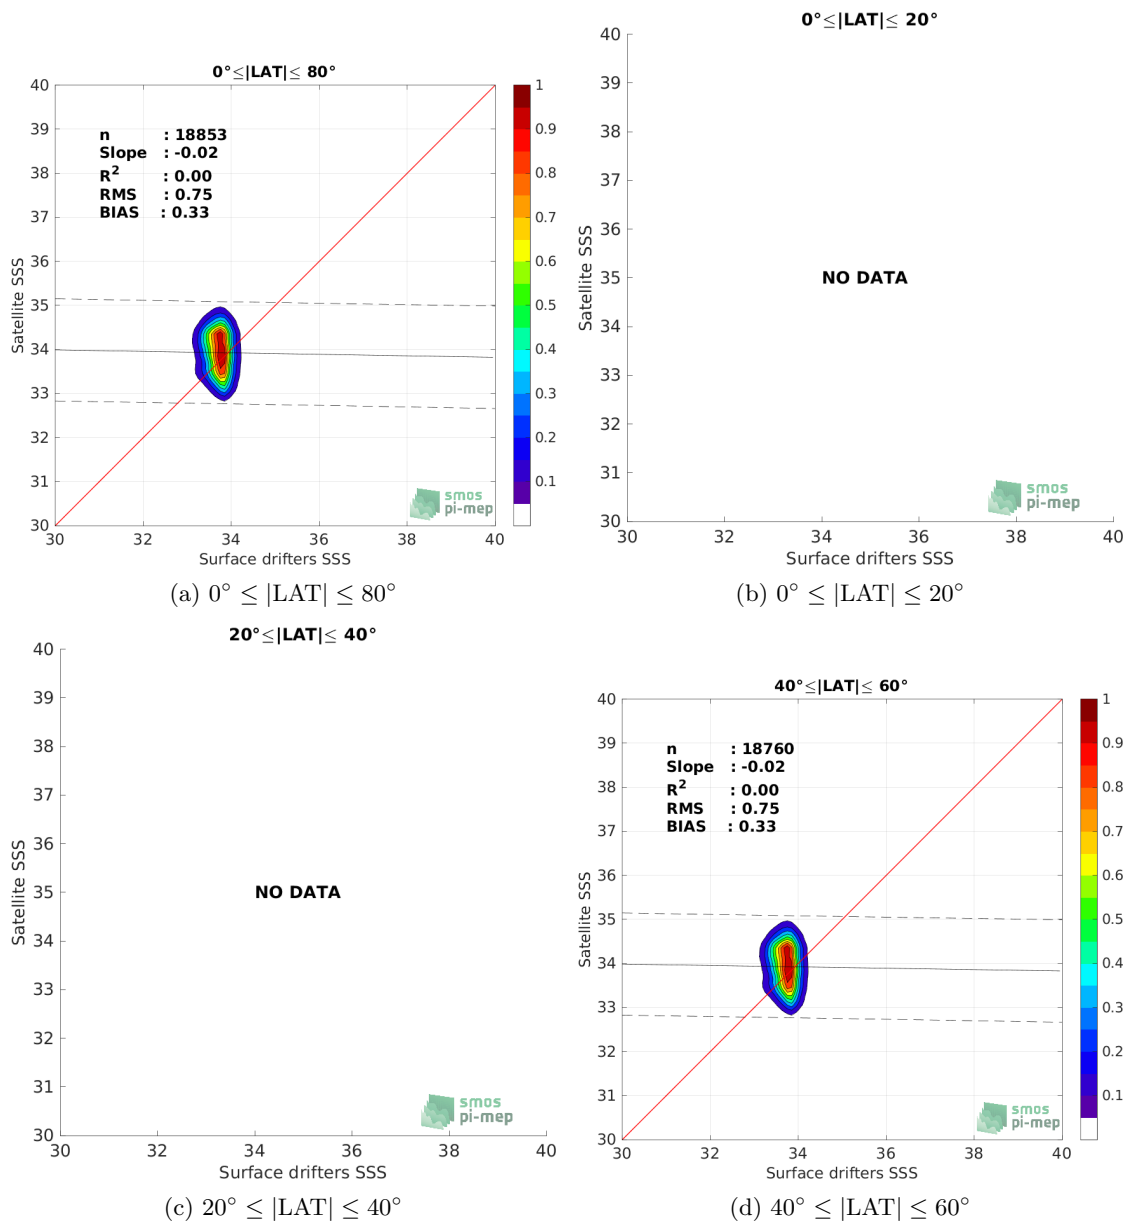 0°≤|LAT|≤ 80°
40
39
38
37
36
35
34
33
32
31
30
30
32
34
36
38
40
Satellite SSS
Surface drifters SSS
n : 18853
Slope : -0.02
R² : 0.00
RMS : 0.75
BIAS : 0.33
1
0.9
0.8
0.7
0.6
0.5
0.4
0.3
0.2
0.1
smos
pi-mep
(a) 0° ≤ |LAT| ≤ 80°
0°≤|LAT|≤ 20°
40
39
38
37
36
35
34
33
32
31
30
30
32
34
36
38
40
Satellite SSS
Surface drifters SSS
NO DATA
smos
pi-mep
(b) 0° ≤ |LAT| ≤ 20°
20°≤|LAT|≤ 40°
40
39
38
37
36
35
34
33
32
31
30
30
32
34
36
38
40
Satellite SSS
Surface drifters SSS
NO DATA
smos
pi-mep
(c) 20° ≤ |LAT| ≤ 40°
40°≤|LAT|≤ 60°
40
39
38
37
36
35
34
33
32
31
30
30
32
34
36
38
40
Satellite SSS
Surface drifters SSS
n : 18760
Slope : -0.02
R² : 0.00
RMS : 0.75
BIAS : 0.33
1
0.9
0.8
0.7
0.6
0.5
0.4
0.3
0.2
0.1
smos
pi-mep
(d) 40° ≤ |LAT| ≤ 60°